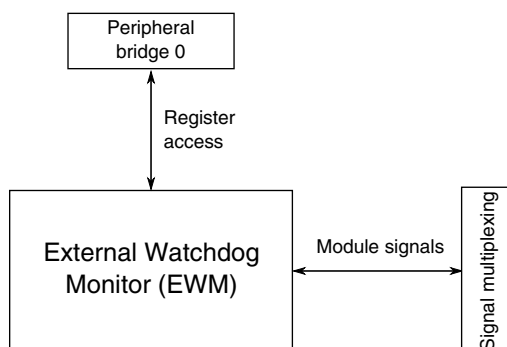 Peripheral
bridge 0
Register
access
External Watchdog
Monitor (EWM)
Module signals
Signal multiplexing